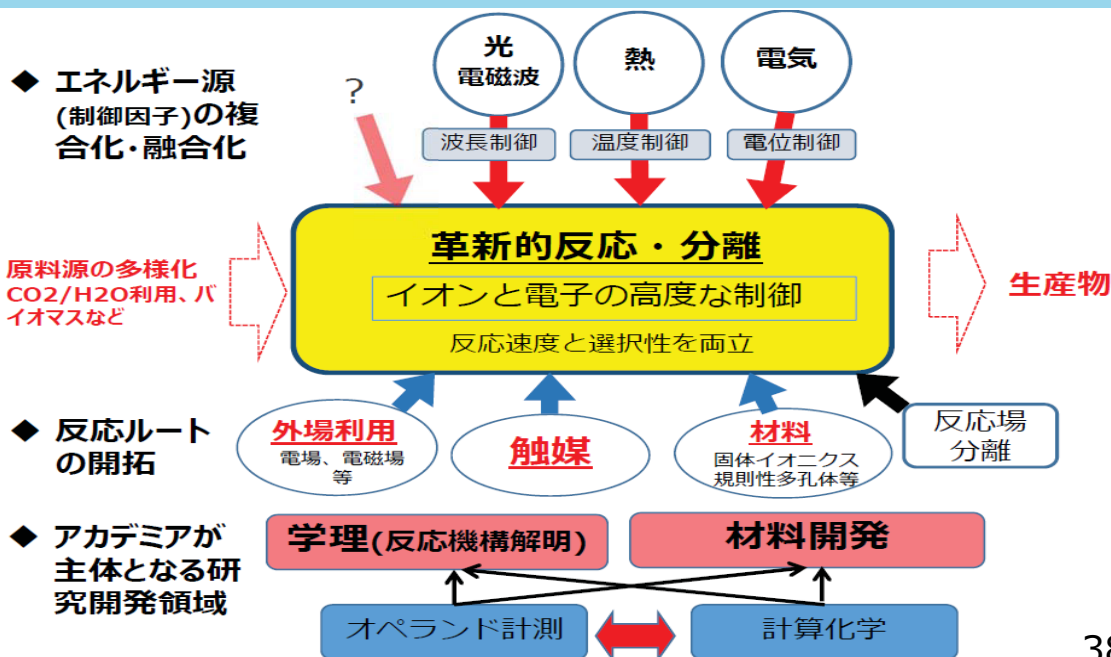 ◆ エネルギー源
(制御因子)の複
合化・融合化
?
光
電磁波
熱
電気
波長制御
温度制御
電位制御
原料源の多様化
CO2/H2O利用、バ
イオマスなど
革新的反応・分離
イオンと電子の高度な制御
反応速度と選択性を両立
生産物
◆ 反応ルート
の開拓
外場利用
電場、電磁場
等
触媒
材料
固体イオニクス
規則性多孔体等
反応場
分離
◆ アカデミアが
主体となる研
究開発領域
学理(反応機構解明)
材料開発
オペランド計測
計算化学
38